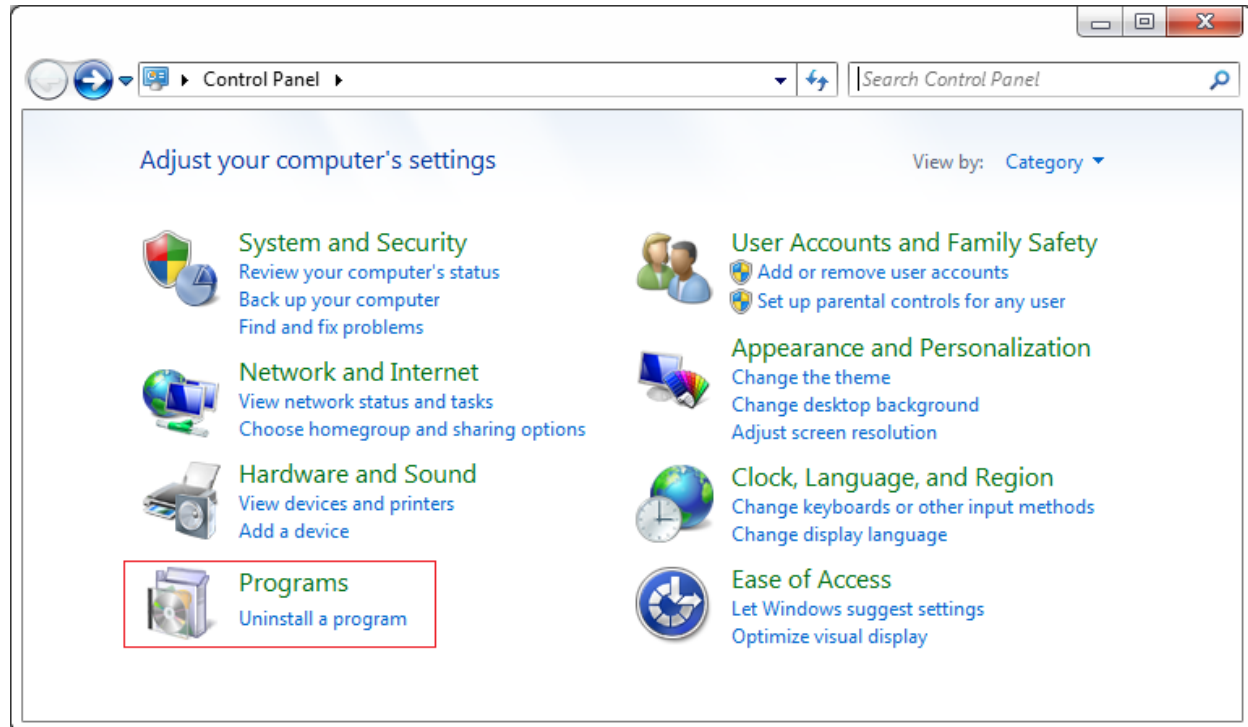 Control Panel
Search Control Panel
Adjust your computer's settings
View by: Category
System and Security
Review your computer's status
Back up your computer
Find and fix problems
Network and Internet
View network status and tasks
Choose homegroup and sharing options
Hardware and Sound
View devices and printers
Add a device
Programs
Uninstall a program
User Accounts and Family Safety
Add or remove user accounts
Set up parental controls for any user
Appearance and Personalization
Change the theme
Change desktop background
Adjust screen resolution
Clock, Language, and Region
Change keyboards or other input methods
Change display language
Ease of Access
Let Windows suggest settings
Optimize visual display